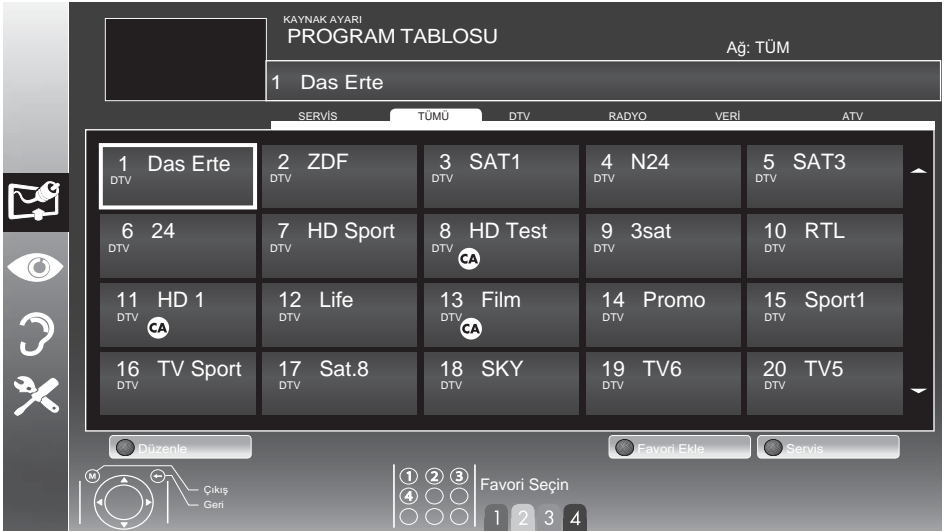 KAYNAK AYARI
PROGRAM TABLOSU
Ağ: TÜM
1 Das Erte
SERVİS TÜMÜ DTV RADYO VERİ ATV
1 Das Erte 2 ZDF 3 SAT1 4 N24 5 SAT3
DTV DTV DTV DTV DTV
6 24 7 HD Sport 8 HD Test 9 3sat 10 RTL
DTV DTV DTV DTV DTV
CA
11 HD 1 12 Life 13 Film 14 Promo 15 Sport1
DTV DTV DTV DTV DTV
CA CA
16 TV Sport 17 Sat.8 18 SKY 19 TV6 20 TV5
DTV DTV DTV DTV DTV
Düzenle Favori Ekle Servis
M
Çıkış
Geri
1 2 3
4
Favori Seçin
1 2 3 4